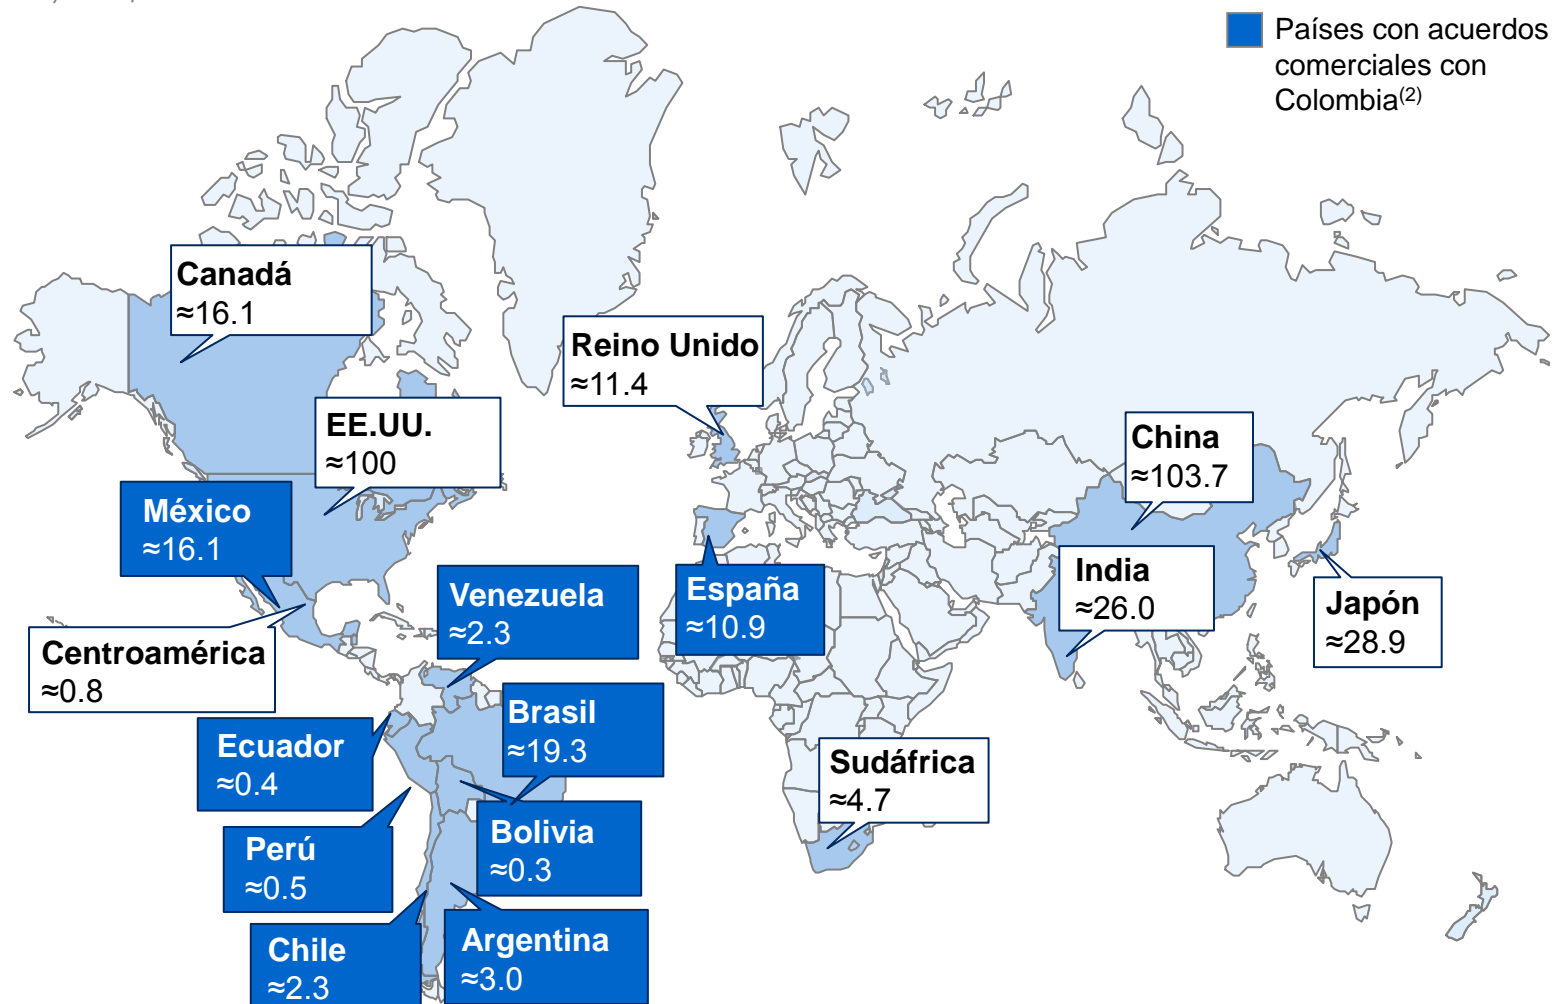 Países con acuerdos
comerciales con
Colombia(2)
Canadá
≈16.1
Reino Unido
≈11.4
EE.UU.
≈100
China
≈103.7
México
≈16.1
Venezuela
≈2.3
España
≈10.9
India
≈26.0
Japón
≈28.9
Centroamérica
≈0.8
Brasil
≈19.3
Ecuador
≈0.4
Sudáfrica
≈4.7
Bolivia
≈0.3
Perú
≈0.5
Chile
≈2.3
Argentina
≈3.0